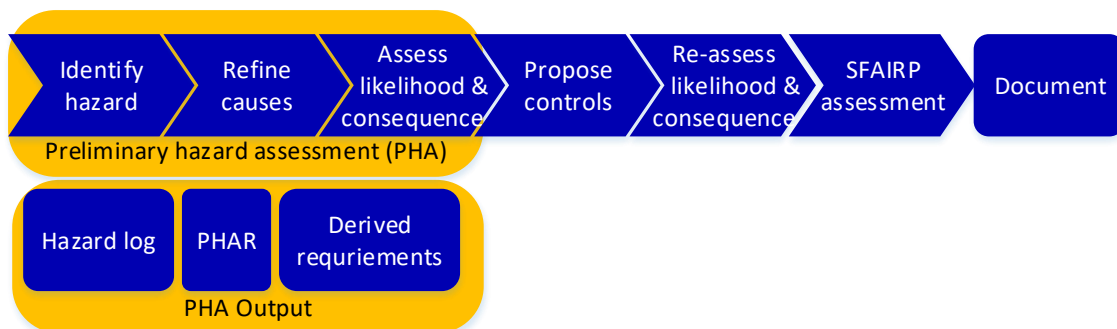 Identify
hazard
Refine
causes
Assess
likelihood &
consequence
Propose
controls
Re-assess
likelihood &
consequence
SFAIRP
assessment
Document
Preliminary hazard assessment (PHA)
Hazard log
PHAR
Derived
requriements
PHA Output